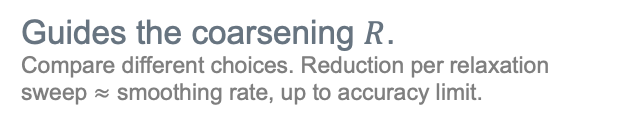 Guides the coarsening R.
Compare different choices. Reduction per relaxation
sweep ≈ smoothing rate, up to accuracy limit.